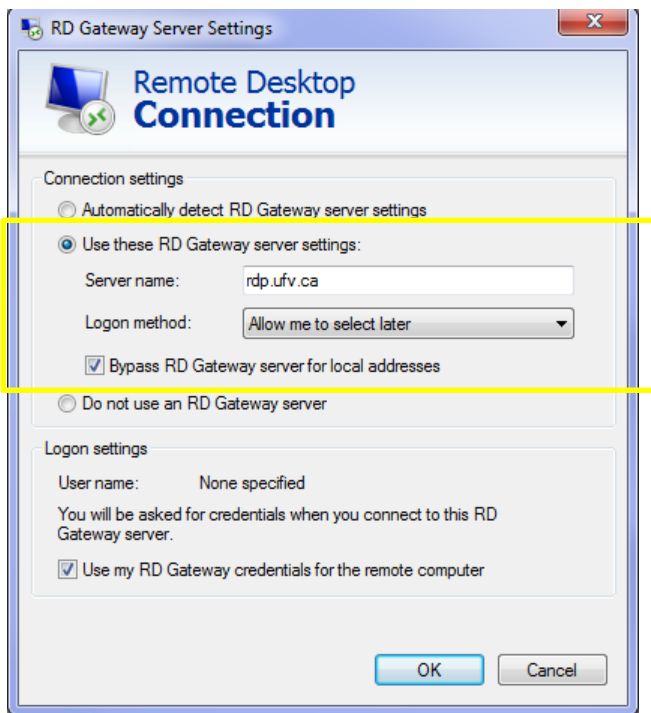 RD Gateway Server Settings
Remote Desktop
Connection
Connection settings
Automatically detect RD Gateway server settings
Use these RD Gateway server settings:
Server name: rdp.ufv.ca
Logon method: Allow me to select later
Bypass RD Gateway server for local addresses
Do not use an RD Gateway server
Logon settings
User name: None specified
You will be asked for credentials when you connect to this RD
Gateway server.
Use my RD Gateway credentials for the remote computer
OK Cancel